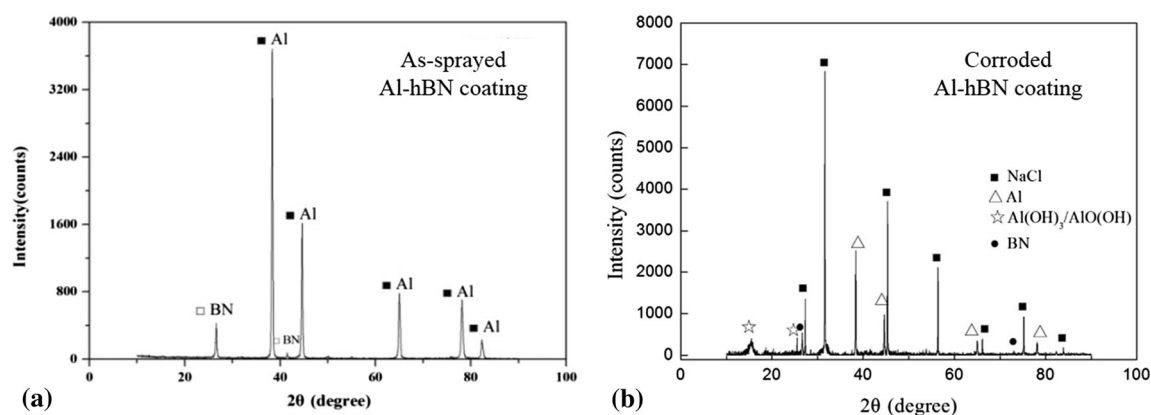 4000
3200
2400
1600
800
0
0 20 40 60 80 100
Intensity(counts)
2θ (degree)
■ Al
As-sprayed
Al-hBN coating
■ Al
■ Al
■ Al
■ Al
□ BN
□ BN
(a)
8000
7000
6000
5000
4000
3000
2000
1000
0
0 20 40 60 80 100
Intensity (counts)
2θ (degree)
Corroded
Al-hBN coating
■ NaCl
△ Al
☆ Al(OH)₃/AlO(OH)
● BN
(b)